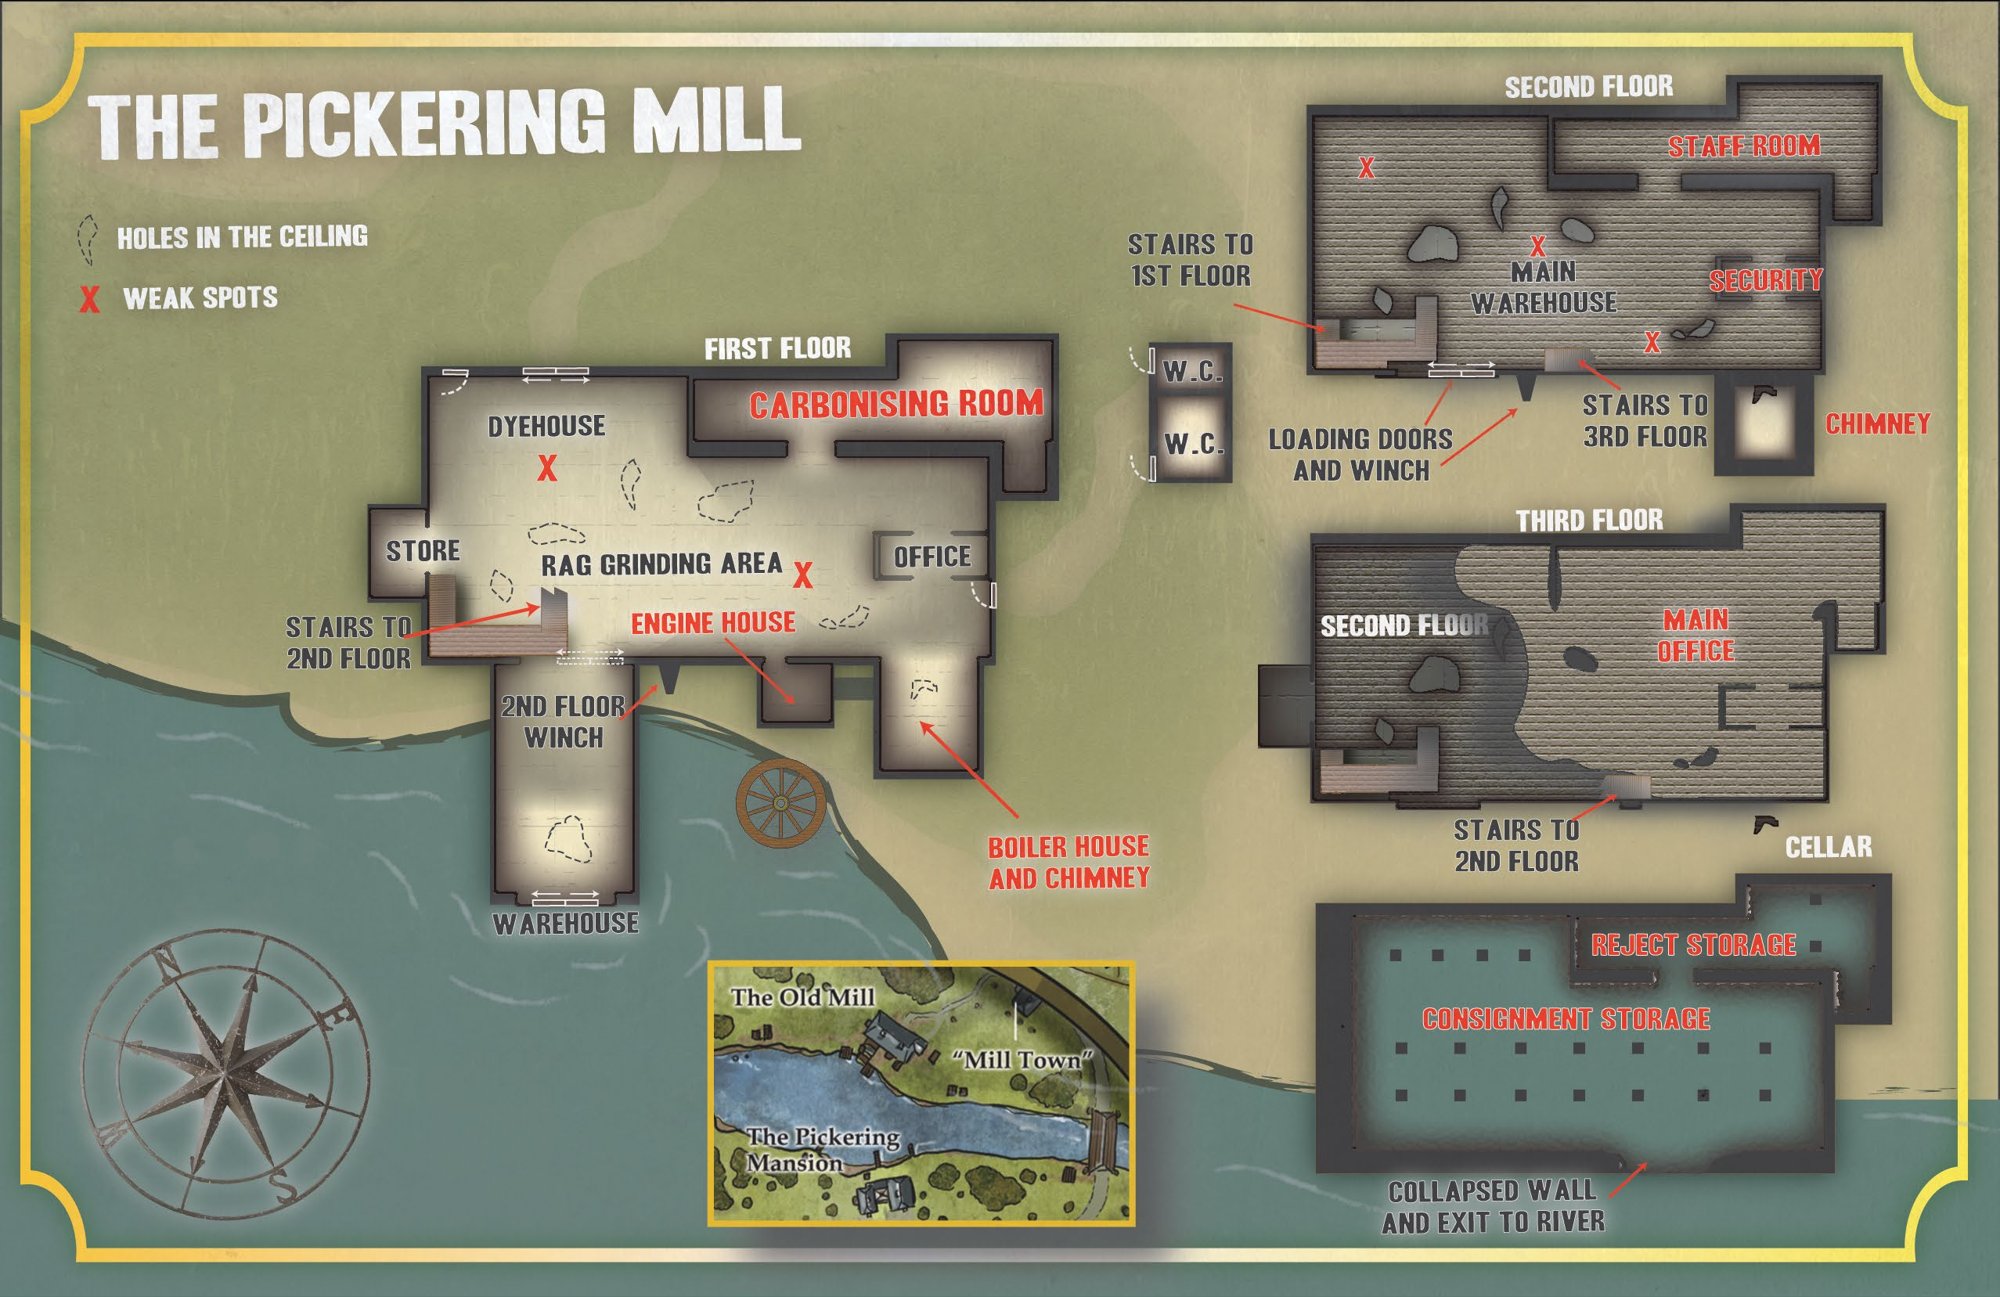 THE PICKERING MILL
HOLES IN THE CEILING
X WEAK SPOTS
FIRST FLOOR
CARBONISING ROOM
DYEHOUSE
X
STORE
RAG GRINDING AREA
X
OFFICE
STAIRS TO
2ND FLOOR
ENGINE HOUSE
2ND FLOOR
WINCH
WAREHOUSE
BOILER HOUSE
AND CHIMNEY
W.C.
W.C.
SECOND FLOOR
STAFF ROOM
X
STAIRS TO
1ST FLOOR
X
MAIN
WAREHOUSE
SECURITY
X
LOADING DOORS
AND WINCH
STAIRS TO
3RD FLOOR
CHIMNEY
THIRD FLOOR
SECOND FLOOR
MAIN
OFFICE
STAIRS TO
2ND FLOOR
CELLAR
REJECT STORAGE
CONSIGNMENT STORAGE
COLLAPSED WALL
AND EXIT TO RIVER
N
E
S
W
The Old Mill
"Mill Town"
The Pickering
Mansion